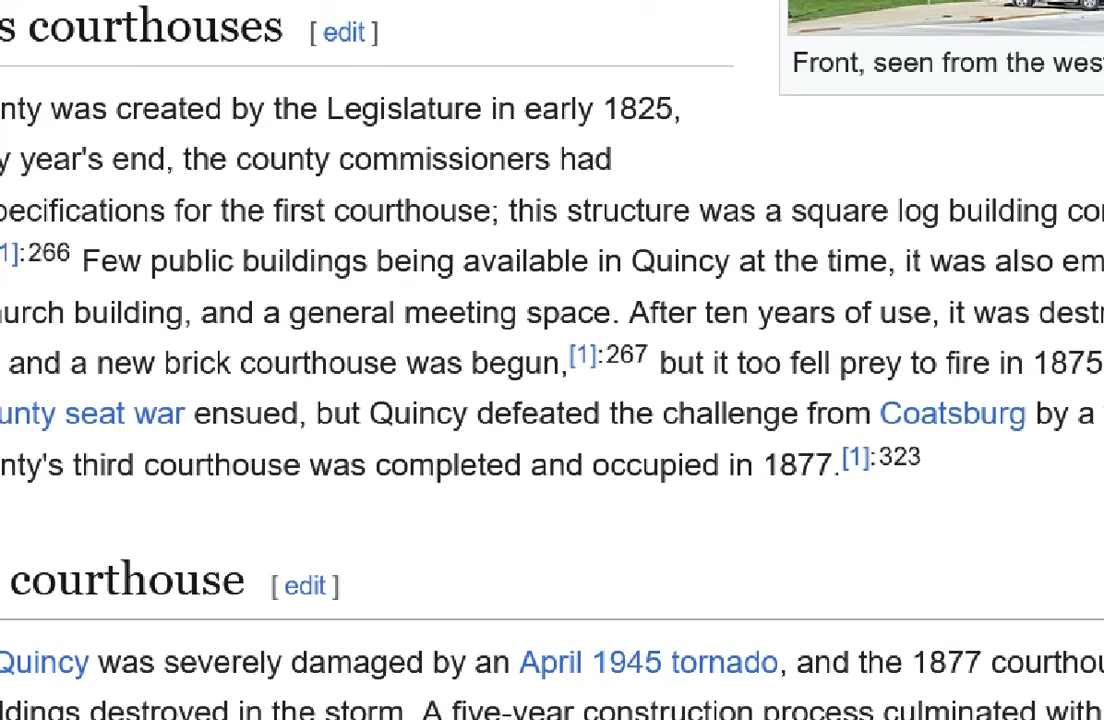 s courthouses [ edit ]
Front, seen from the wes
nty was created by the Legislature in early 1825,
y year's end, the county commissioners had
pecifications for the first courthouse; this structure was a square log building co
1]:266 Few public buildings being available in Quincy at the time, it was also em
urch building, and a general meeting space. After ten years of use, it was dest
and a new brick courthouse was begun,[1]:267 but it too fell prey to fire in 1875
unty seat war ensued, but Quincy defeated the challenge from Coatsburg by a
nty's third courthouse was completed and occupied in 1877.[1]:323
courthouse [ edit ]
Quincy was severely damaged by an April 1945 tornado, and the 1877 courthou
ldings destroyed in the storm. A five-year construction process culminated with